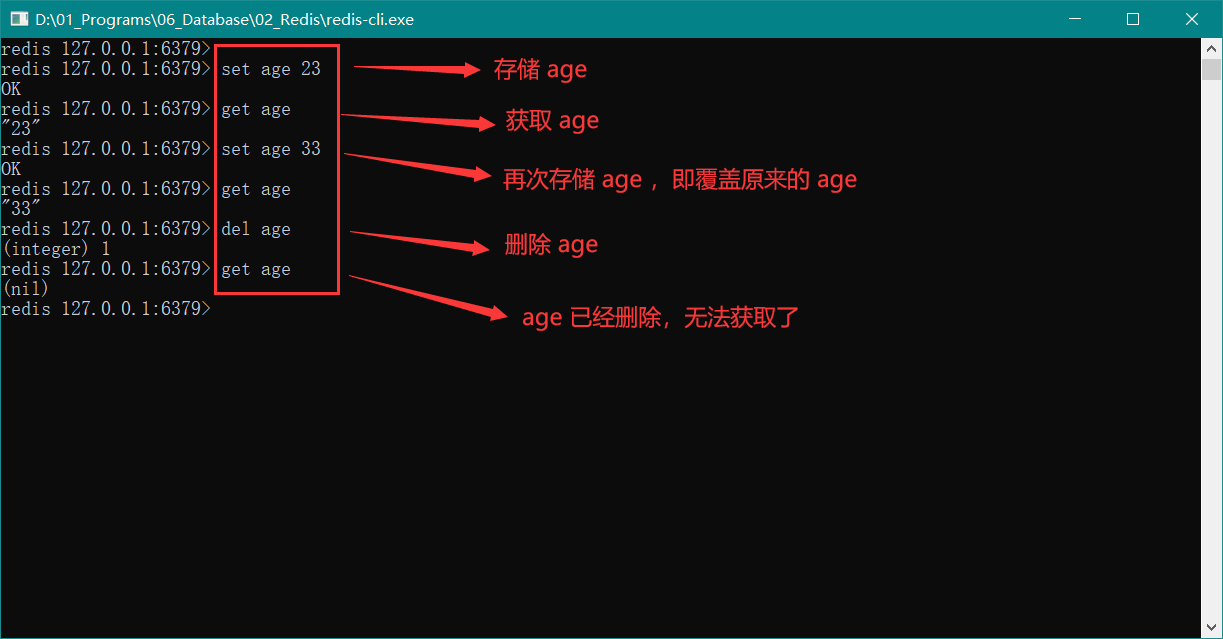 D:\01_Programs\06_Database\02_Redis\redis-cli.exe
redis 127.0.0.1:6379>
redis 127.0.0.1:6379> set age 23
存储 age
OK
redis 127.0.0.1:6379> get age
获取 age
"23"
redis 127.0.0.1:6379> set age 33
再次存储 age ，即覆盖原来的 age
OK
redis 127.0.0.1:6379> get age
"33"
redis 127.0.0.1:6379> del age
删除 age
(integer) 1
redis 127.0.0.1:6379> get age
age 已经删除，无法获取了
(nil)
redis 127.0.0.1:6379>